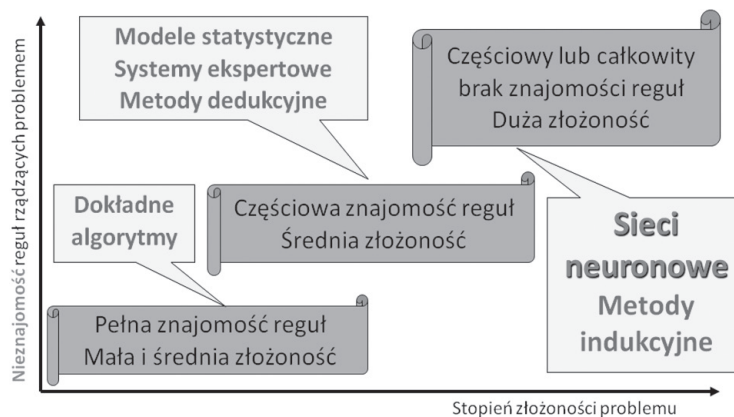 Nieznajomość reguł rządzących problemem
Modele statystyczne
Systemy ekspertowe
Metody dedukcyjne
Częściowy lub całkowity
brak znajomości reguł
Duża złożoność
Dokładne
algorytmy
Częściowa znajomość reguł
Średnia złożoność
Sieci
neuronowe
Metody
indukcyjne
Pełna znajomość reguł
Mała i średnia złożoność
Stopień złożoności problemu